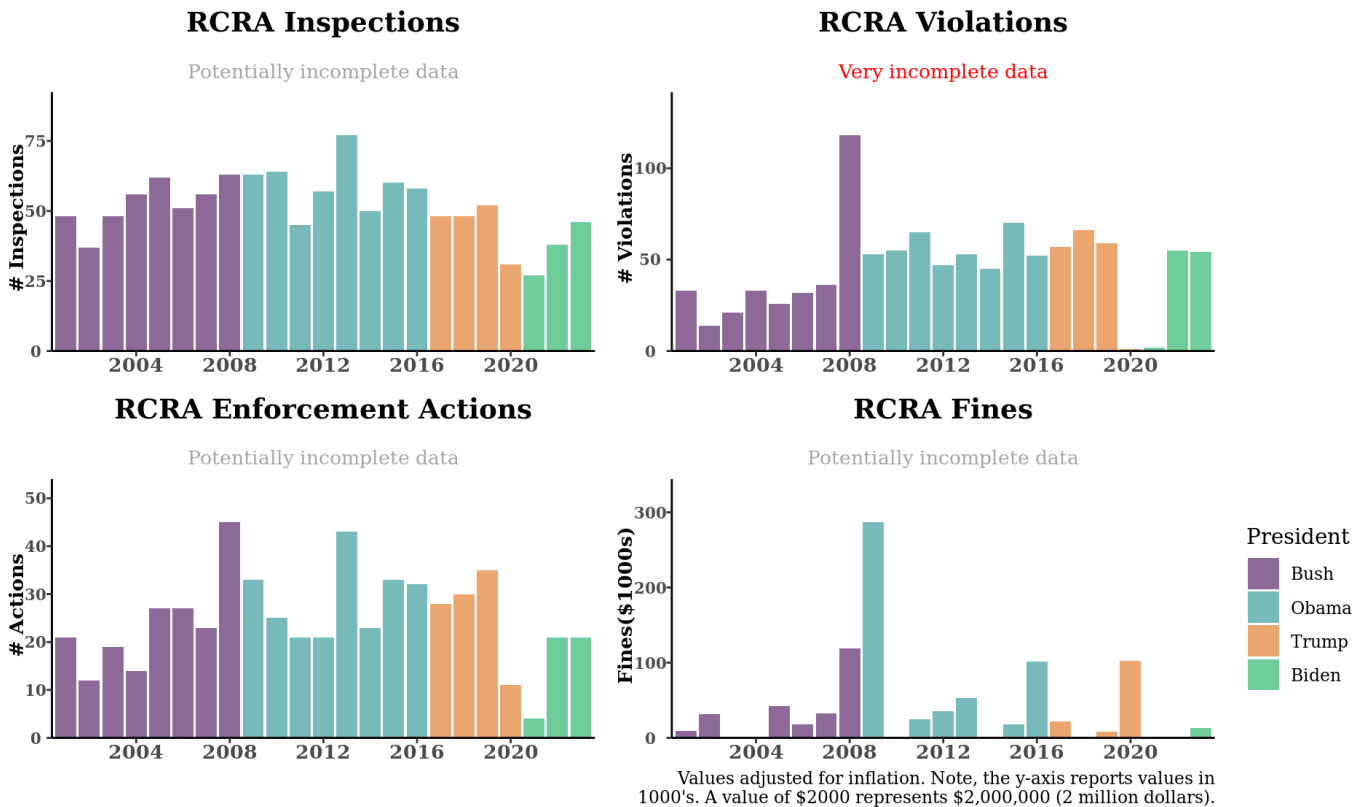 RCRA Inspections
Potentially incomplete data
# Inspections
75
50
25
0
2004 2008 2012 2016 2020
RCRA Violations
Very incomplete data
# Violations
100
50
0
2004 2008 2012 2016 2020
RCRA Enforcement Actions
Potentially incomplete data
# Actions
50
40
30
20
10
0
2004 2008 2012 2016 2020
RCRA Fines
Potentially incomplete data
Fines($1000s)
300
200
100
0
2004 2008 2012 2016 2020
President
Bush
Obama
Trump
Biden
Values adjusted for inflation. Note, the y-axis reports values in
1000's. A value of $2000 represents $2,000,000 (2 million dollars).